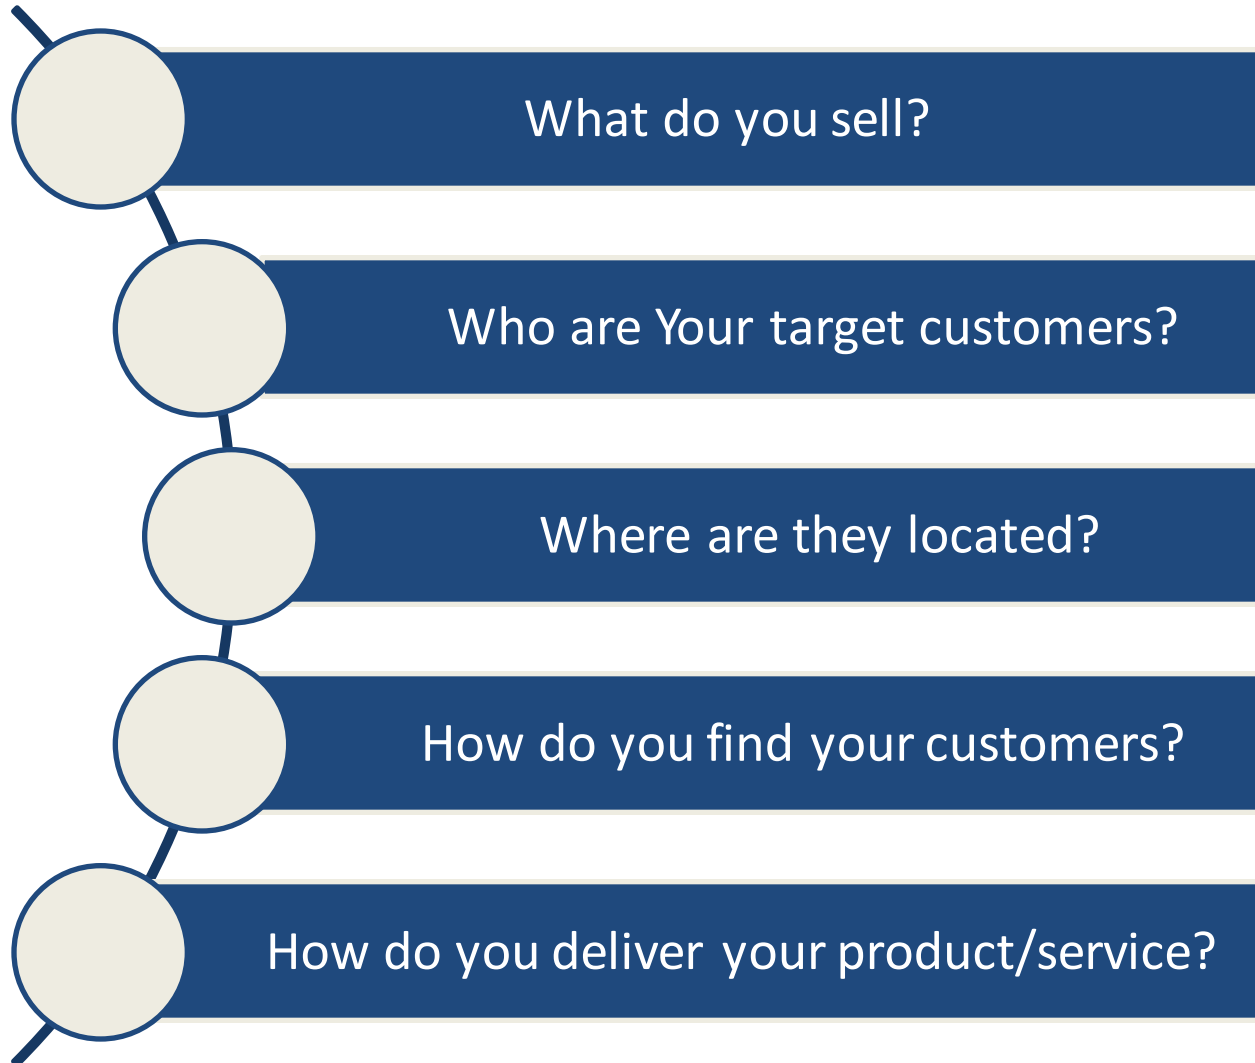 What do you sell?
Who are Your target customers?
Where are they located?
How do you find your customers?
How do you deliver your product/service?